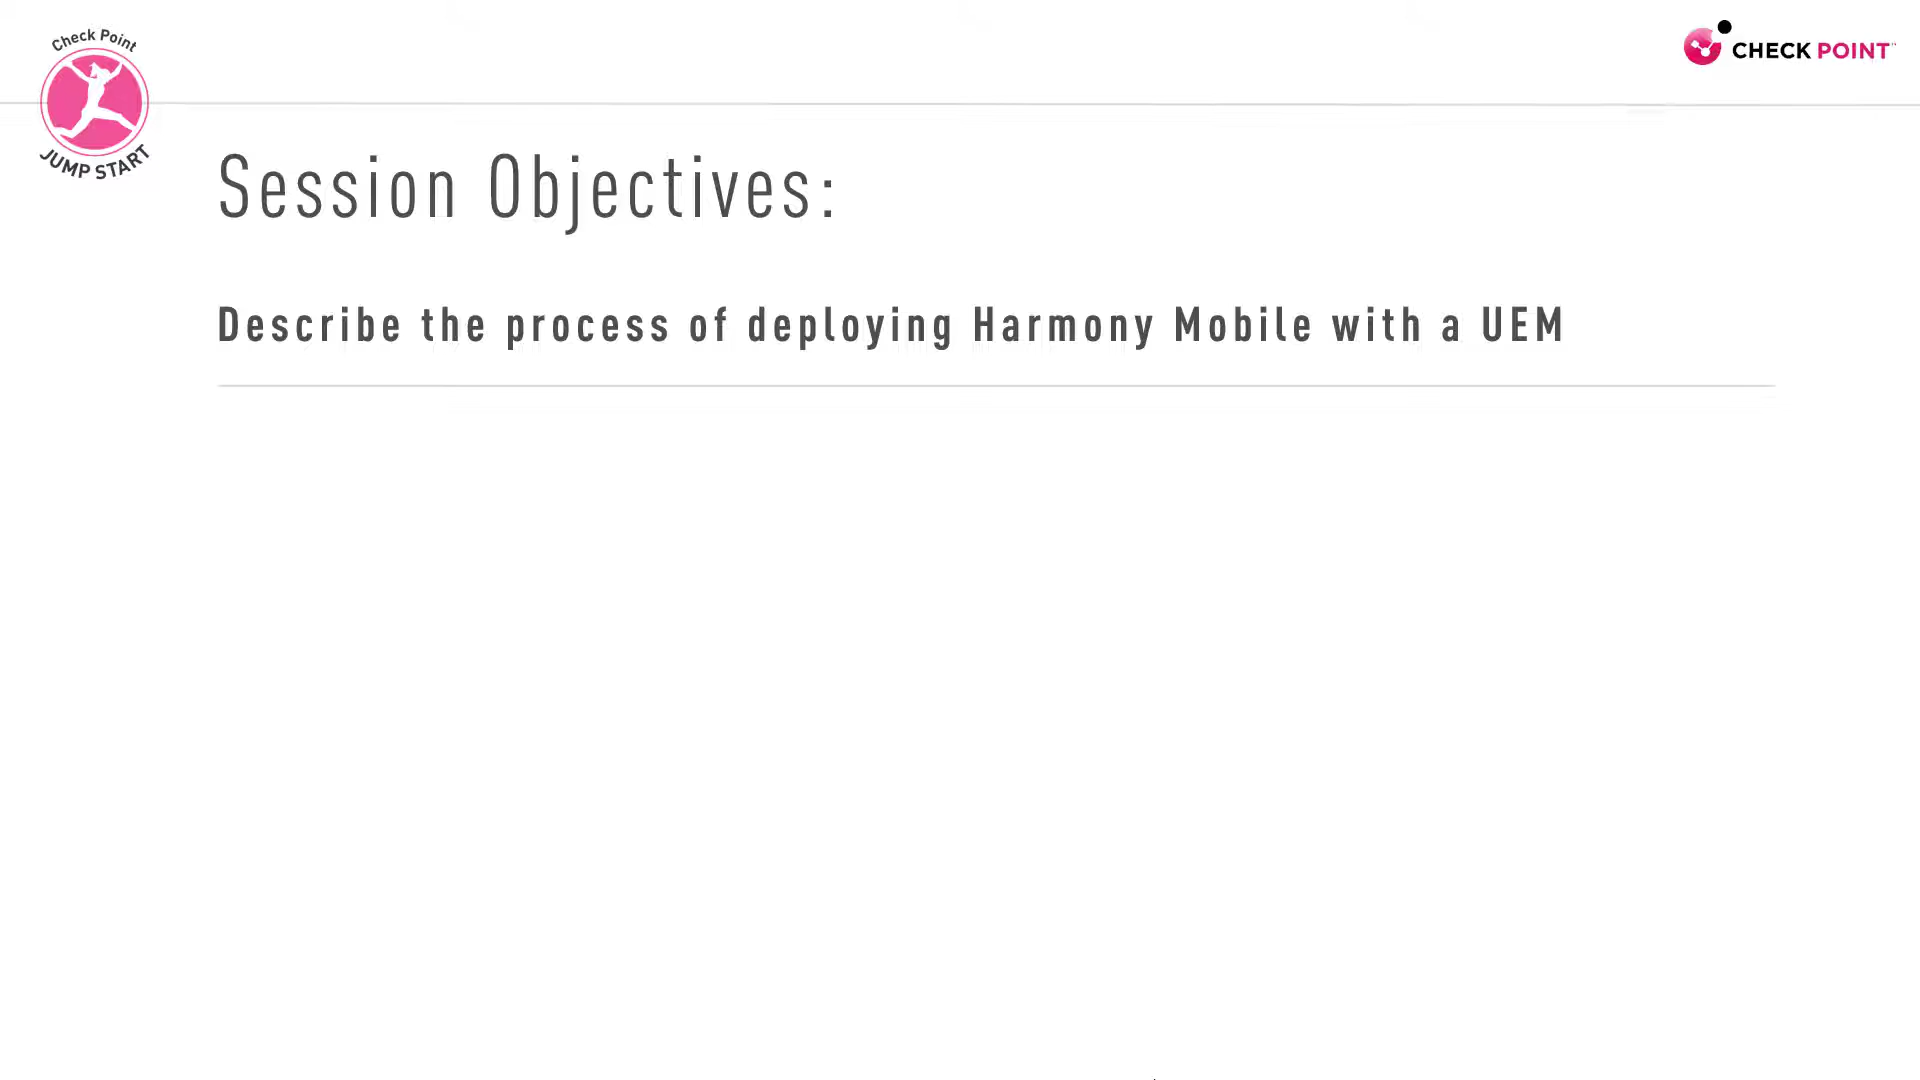 Check Point
JUMP START
CHECK POINT
Session Objectives:
Describe the process of deploying Harmony Mobile with a UEM